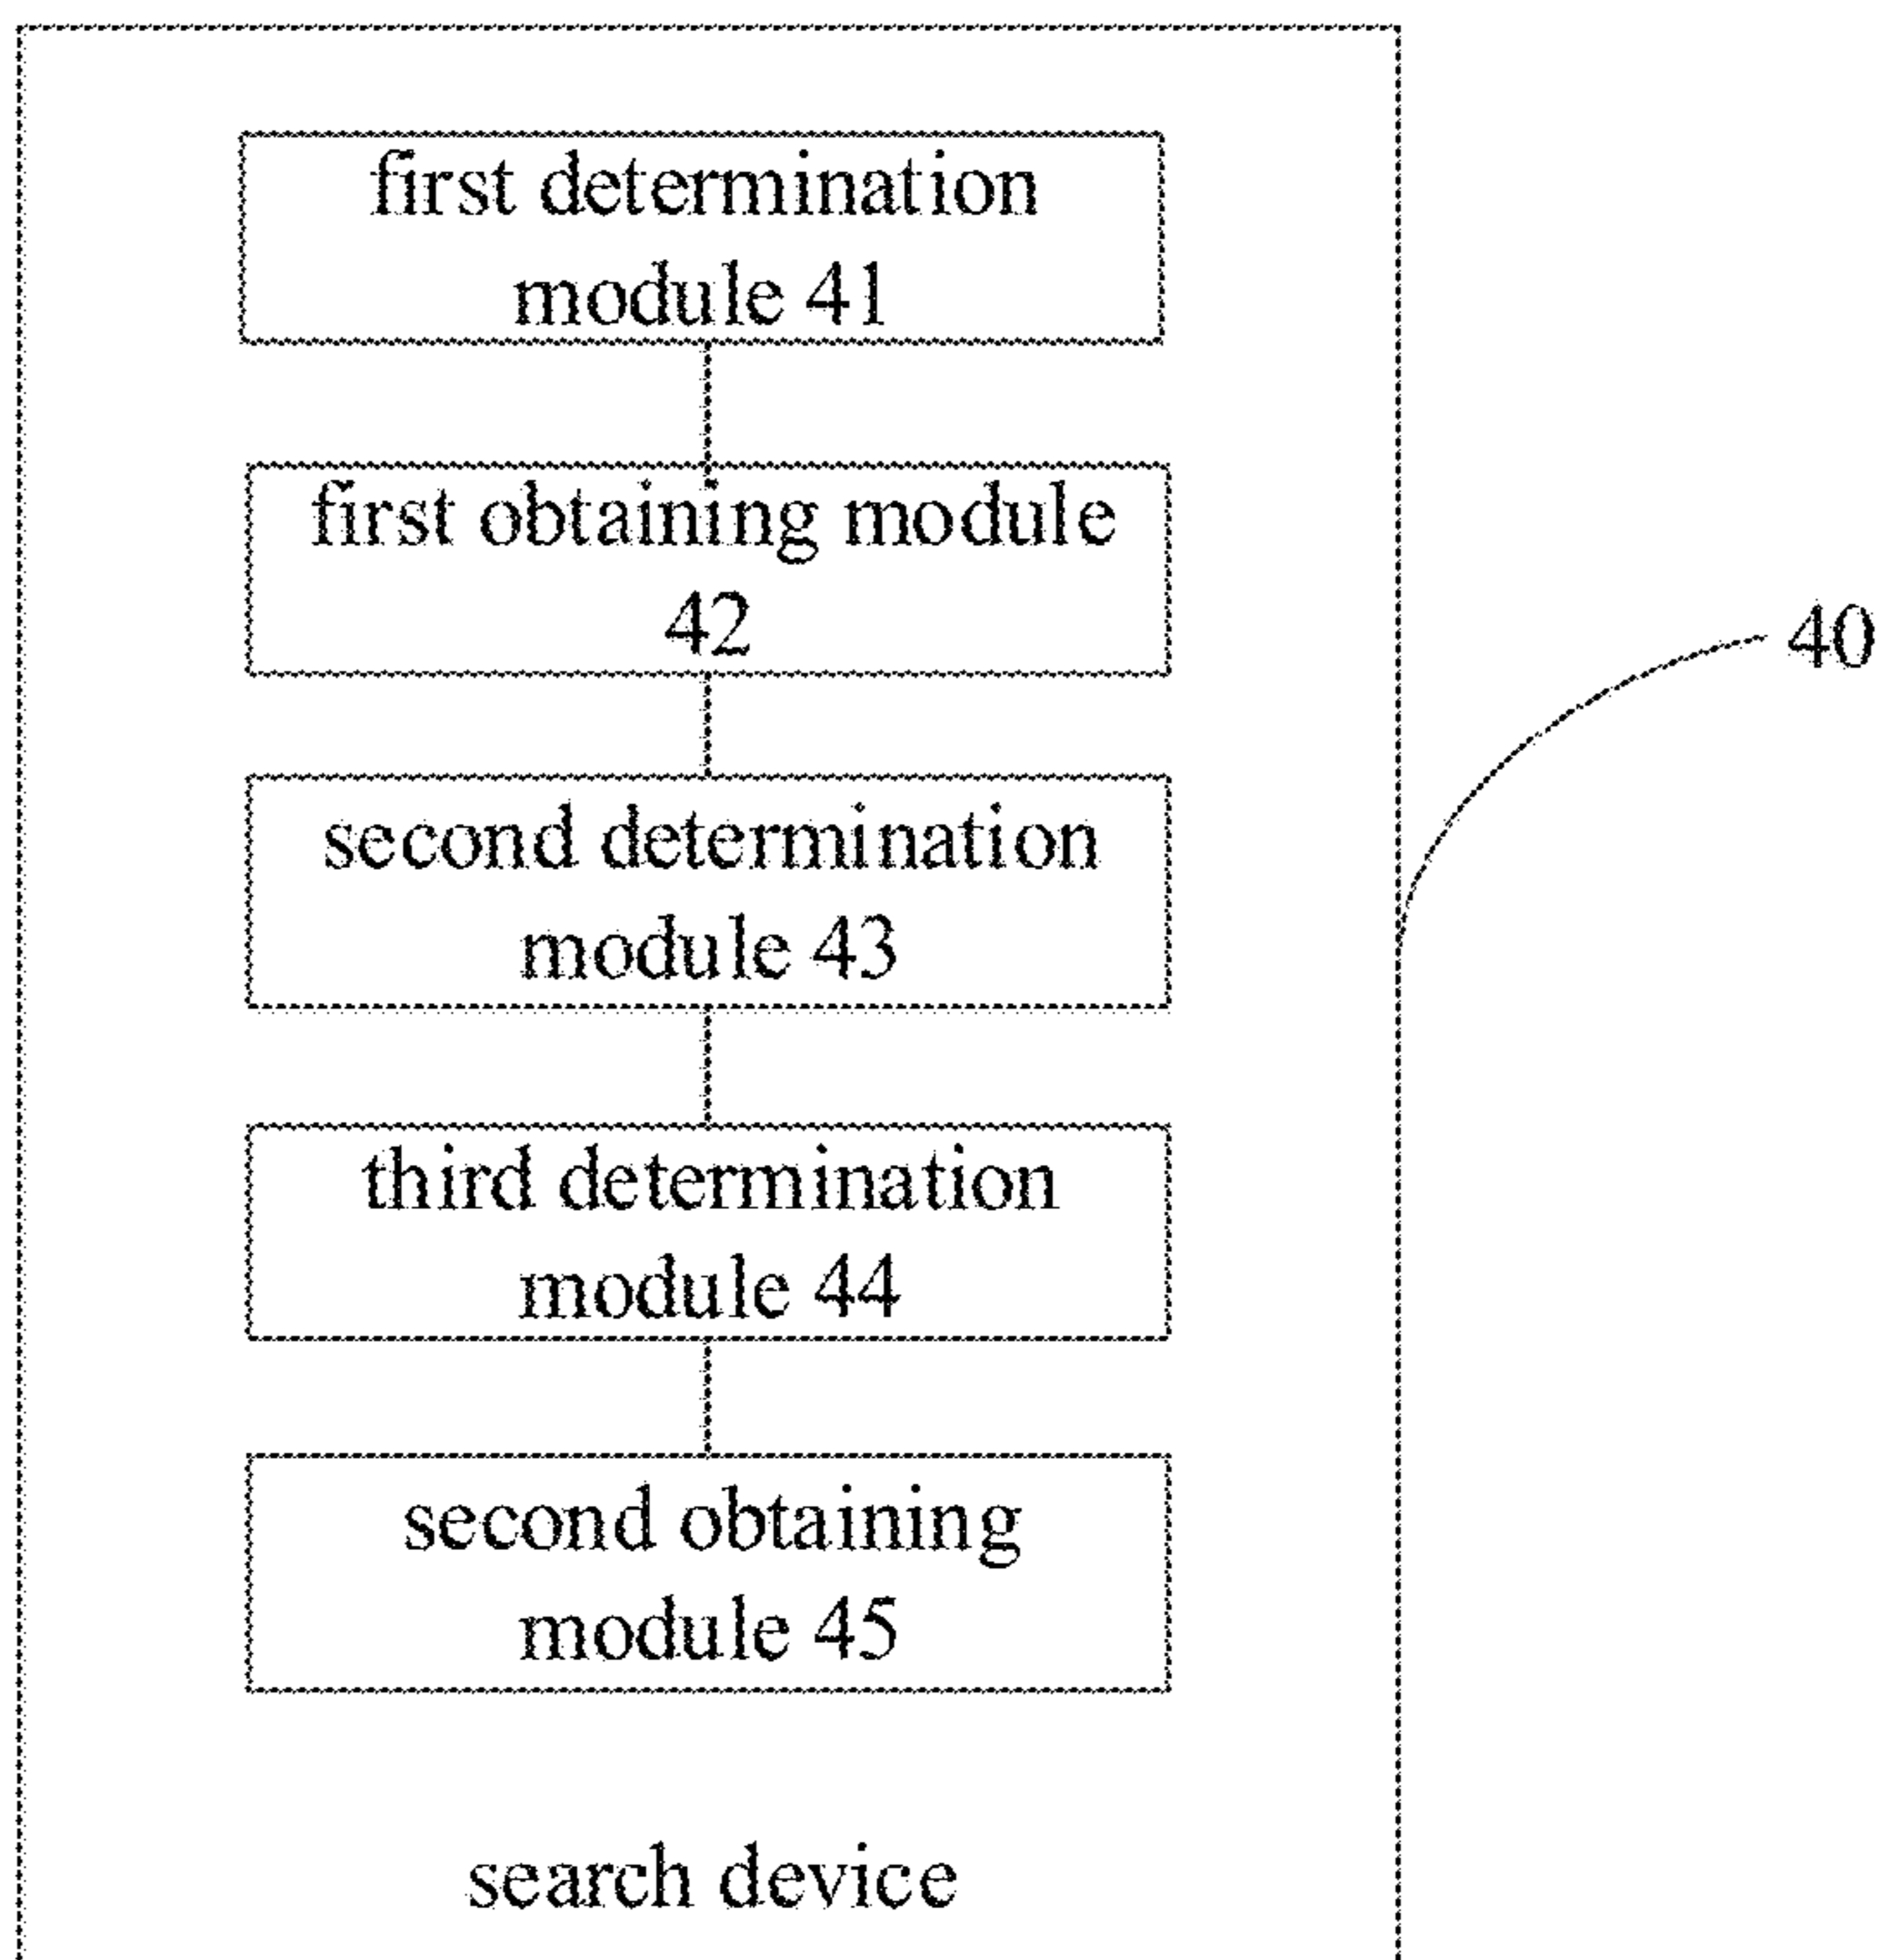 first determination
module 41
first obtaining module
42
40
second determination
module 43
third determination
module 44
second obtaining
module 45
search device